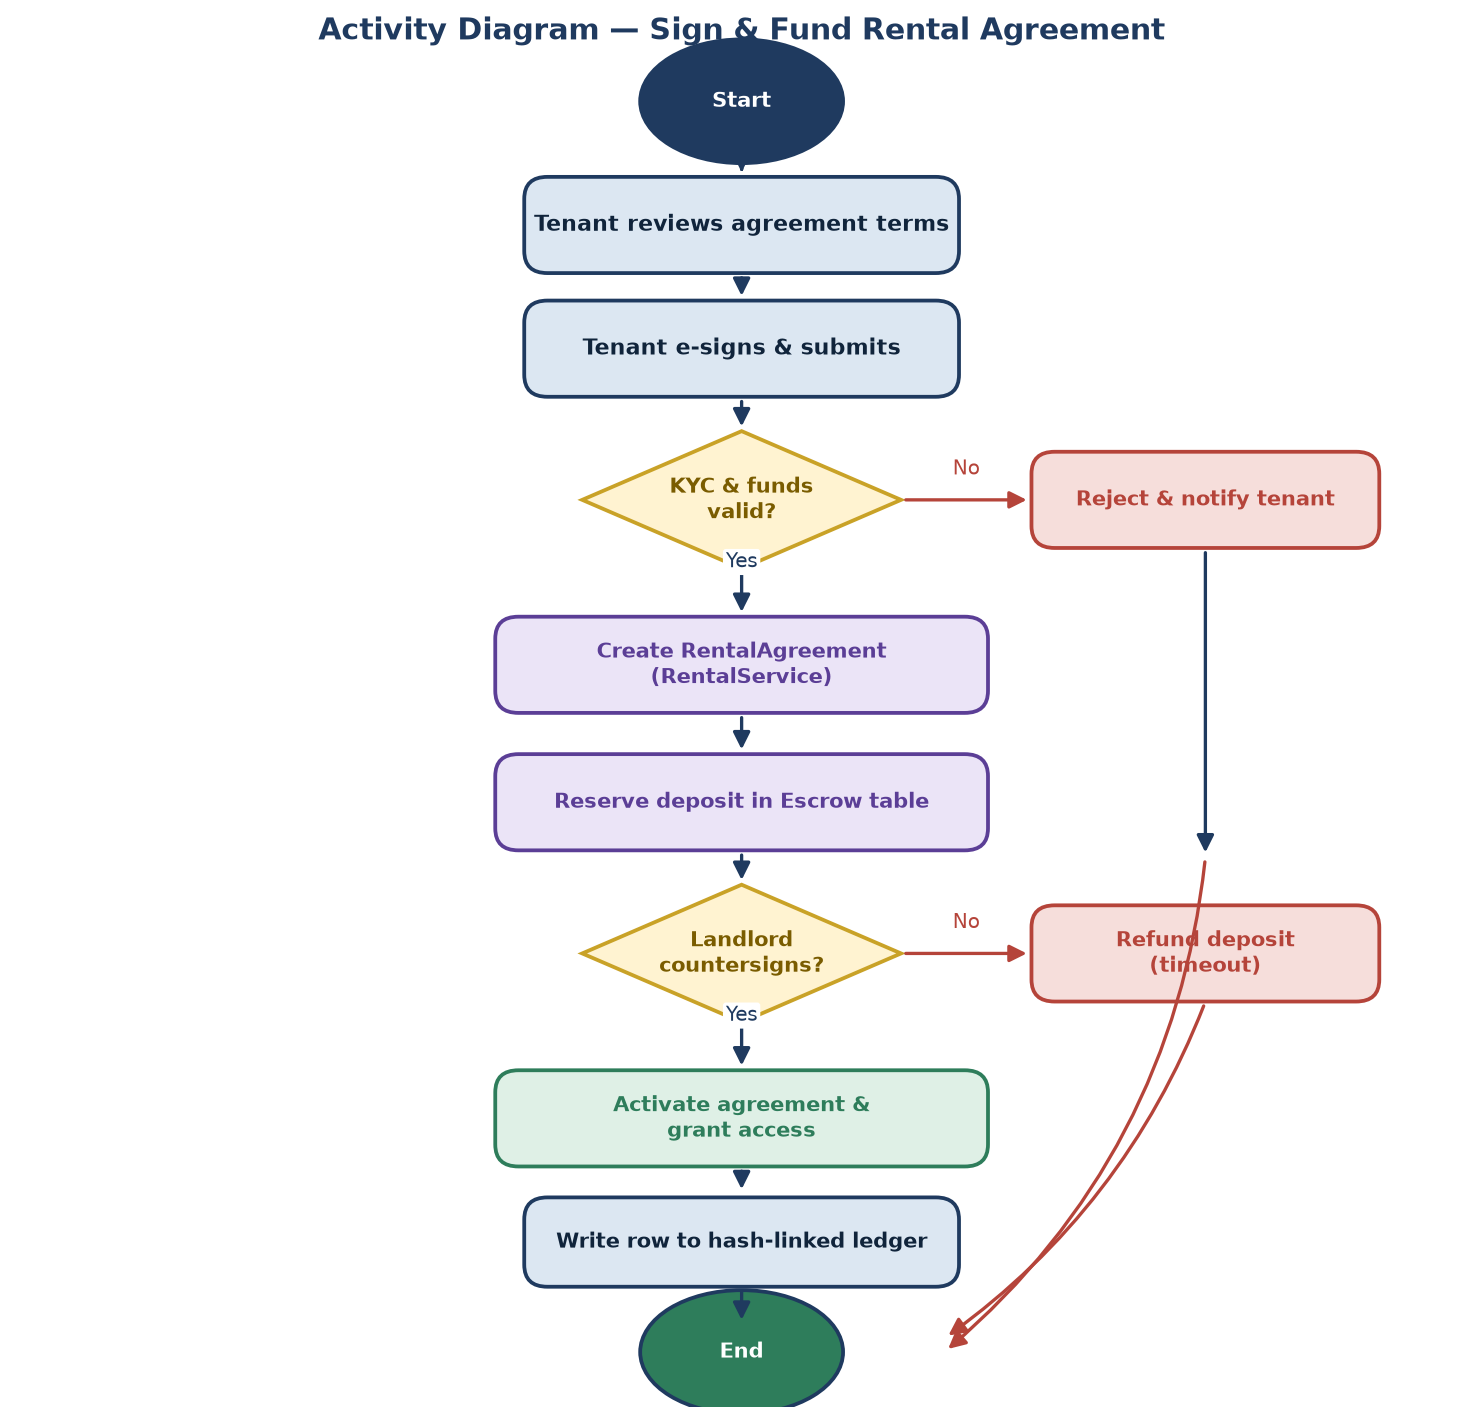 Activity Diagram — Sign & Fund Rental Agreement
Start
Tenant reviews agreement terms
Tenant e-signs & submits
KYC & funds
valid?
No
Reject & notify tenant
Yes
Create RentalAgreement
(RentalService)
Reserve deposit in Escrow table
Landlord
countersigns?
No
Refund deposit
(timeout)
Yes
Activate agreement &
grant access
Write row to hash-linked ledger
End